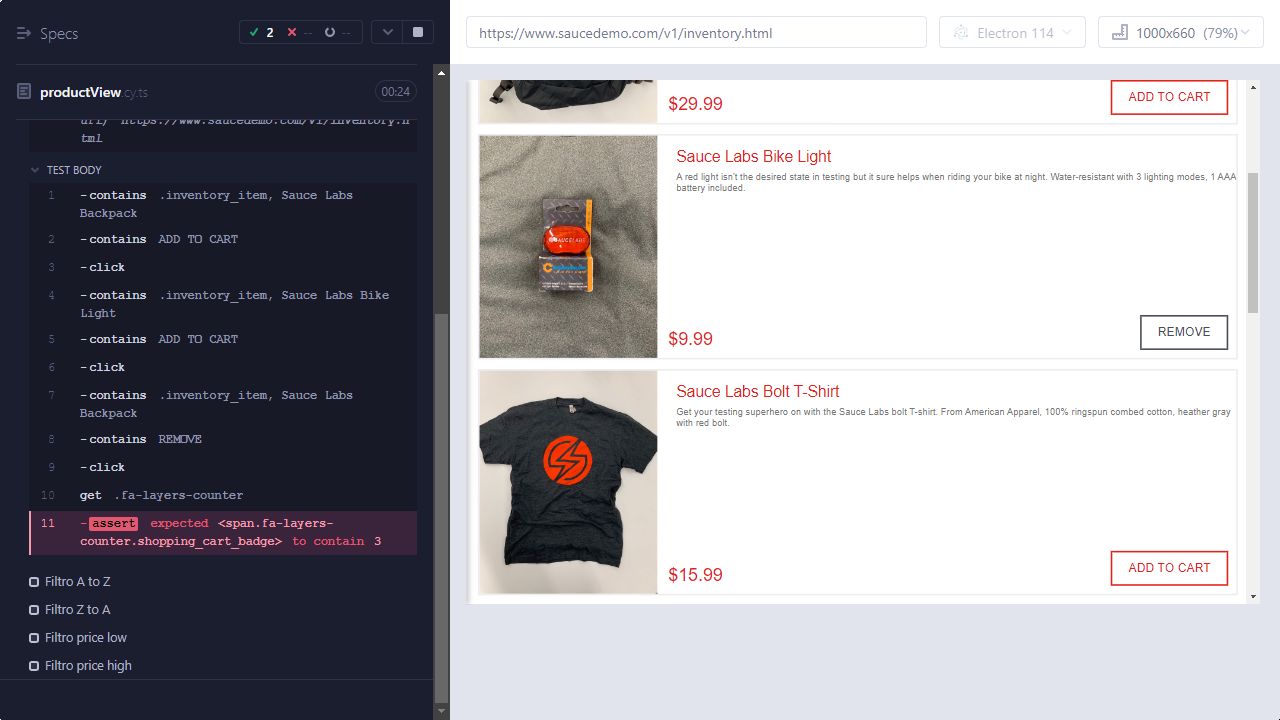 Specs
2
--
--
productView.cy.ts
00:24
url) https://www.saucedemo.com/v1/inventory.h
tml
TEST BODY
1 -contains .inventory_item, Sauce Labs
Backpack
2 -contains ADD TO CART
3 -click
4 -contains .inventory_item, Sauce Labs Bike
Light
5 -contains ADD TO CART
6 -click
7 -contains .inventory_item, Sauce Labs
Backpack
8 -contains REMOVE
9 -click
10 get .fa-layers-counter
11 -assert expected <span.fa-layers-
counter.shopping_cart_badge> to contain 3
Filtro A to Z
Filtro Z to A
Filtro price low
Filtro price high
https://www.saucedemo.com/v1/inventory.html
Electron 114
1000x660 (79%)
$29.99
ADD TO CART
Sauce Labs Bike Light
A red light isn't the desired state in testing but it sure helps when riding your bike at night. Water-resistant with 3 lighting modes, 1 AAA
battery included.
SAUCELABS
$9.99
REMOVE
Sauce Labs Bolt T-Shirt
Get your testing superhero on with the Sauce Labs bolt T-shirt. From American Apparel, 100% ringspun combed cotton, heather gray
with red bolt.
$15.99
ADD TO CART